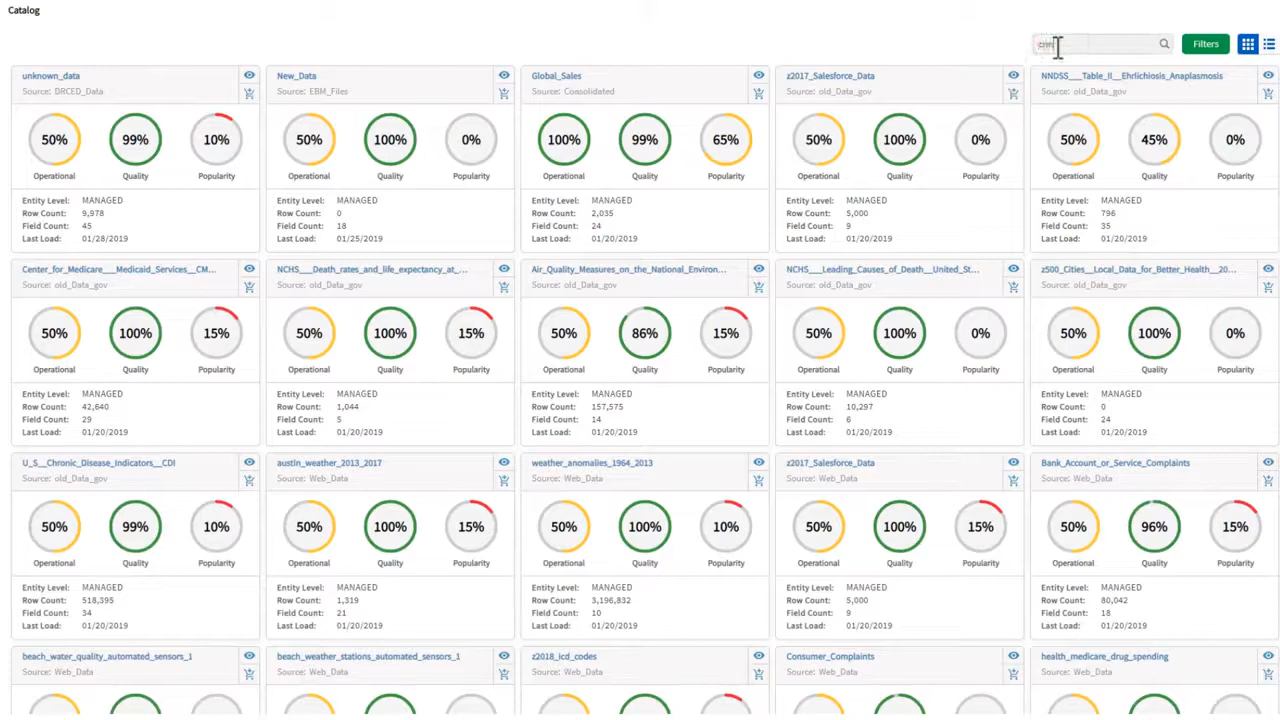 Catalog
Filters
unknown_data
Source: DRCED_Data
50% 99% 10%
Operational Quality Popularity
Entity Level: MANAGED
Row Count: 9,978
Field Count: 45
Last Load: 01/28/2019
New_Data
Source: EBM_Files
50% 100% 0%
Operational Quality Popularity
Entity Level: MANAGED
Row Count: 0
Field Count: 18
Last Load: 01/25/2019
Global_Sales
Source: Consolidated
100% 99% 65%
Operational Quality Popularity
Entity Level: MANAGED
Row Count: 2,035
Field Count: 24
Last Load: 01/20/2019
z2017_Salesforce_Data
Source: old_Data_gov
50% 100% 0%
Operational Quality Popularity
Entity Level: MANAGED
Row Count: 5,000
Field Count: 9
Last Load: 01/20/2019
NNDSS___Table_II__Ehrlichiosis_Anaplasmosis
Source: old_Data_gov
50% 45% 0%
Operational Quality Popularity
Entity Level: MANAGED
Row Count: 796
Field Count: 35
Last Load: 01/20/2019
Center_for_Medicare___Medicaid_Services__CM...
Source: old_Data_gov
50% 100% 15%
Operational Quality Popularity
Entity Level: MANAGED
Row Count: 42,640
Field Count: 29
Last Load: 01/20/2019
NCHS___Death_rates_and_life_expectancy_at_...
Source: old_Data_gov
50% 100% 15%
Operational Quality Popularity
Entity Level: MANAGED
Row Count: 1,044
Field Count: 5
Last Load: 01/20/2019
Air_Quality_Measures_on_the_National_Environ...
Source: old_Data_gov
50% 86% 15%
Operational Quality Popularity
Entity Level: MANAGED
Row Count: 157,575
Field Count: 14
Last Load: 01/20/2019
NCHS___Leading_Causes_of_Death__United_St...
Source: old_Data_gov
50% 100% 0%
Operational Quality Popularity
Entity Level: MANAGED
Row Count: 10,297
Field Count: 6
Last Load: 01/20/2019
z500_Cities__Local_Data_for_Better_Health__20...
Source: old_Data_gov
50% 100% 0%
Operational Quality Popularity
Entity Level: MANAGED
Row Count: 0
Field Count: 24
Last Load: 01/20/2019
U_S__Chronic_Disease_Indicators__CDI
Source: old_Data_gov
50% 99% 10%
Operational Quality Popularity
Entity Level: MANAGED
Row Count: 518,395
Field Count: 34
Last Load: 01/20/2019
austin_weather_2013_2017
Source: Web_Data
50% 100% 15%
Operational Quality Popularity
Entity Level: MANAGED
Row Count: 1,319
Field Count: 21
Last Load: 01/20/2019
weather_anomalies_1964_2013
Source: Web_Data
50% 100% 10%
Operational Quality Popularity
Entity Level: MANAGED
Row Count: 3,196,832
Field Count: 10
Last Load: 01/20/2019
z2017_Salesforce_Data
Source: Web_Data
50% 100% 15%
Operational Quality Popularity
Entity Level: MANAGED
Row Count: 5,000
Field Count: 9
Last Load: 01/20/2019
Bank_Account_or_Service_Complaints
Source: Web_Data
50% 96% 15%
Operational Quality Popularity
Entity Level: MANAGED
Row Count: 80,042
Field Count: 18
Last Load: 01/20/2019
beach_water_quality_automated_sensors_1
Source: Web_Data
beach_weather_stations_automated_sensors_1
Source: Web_Data
z2018_icd_codes
Source: Web_Data
Consumer_Complaints
Source: Web_Data
health_medicare_drug_spending
Source: Web_Data